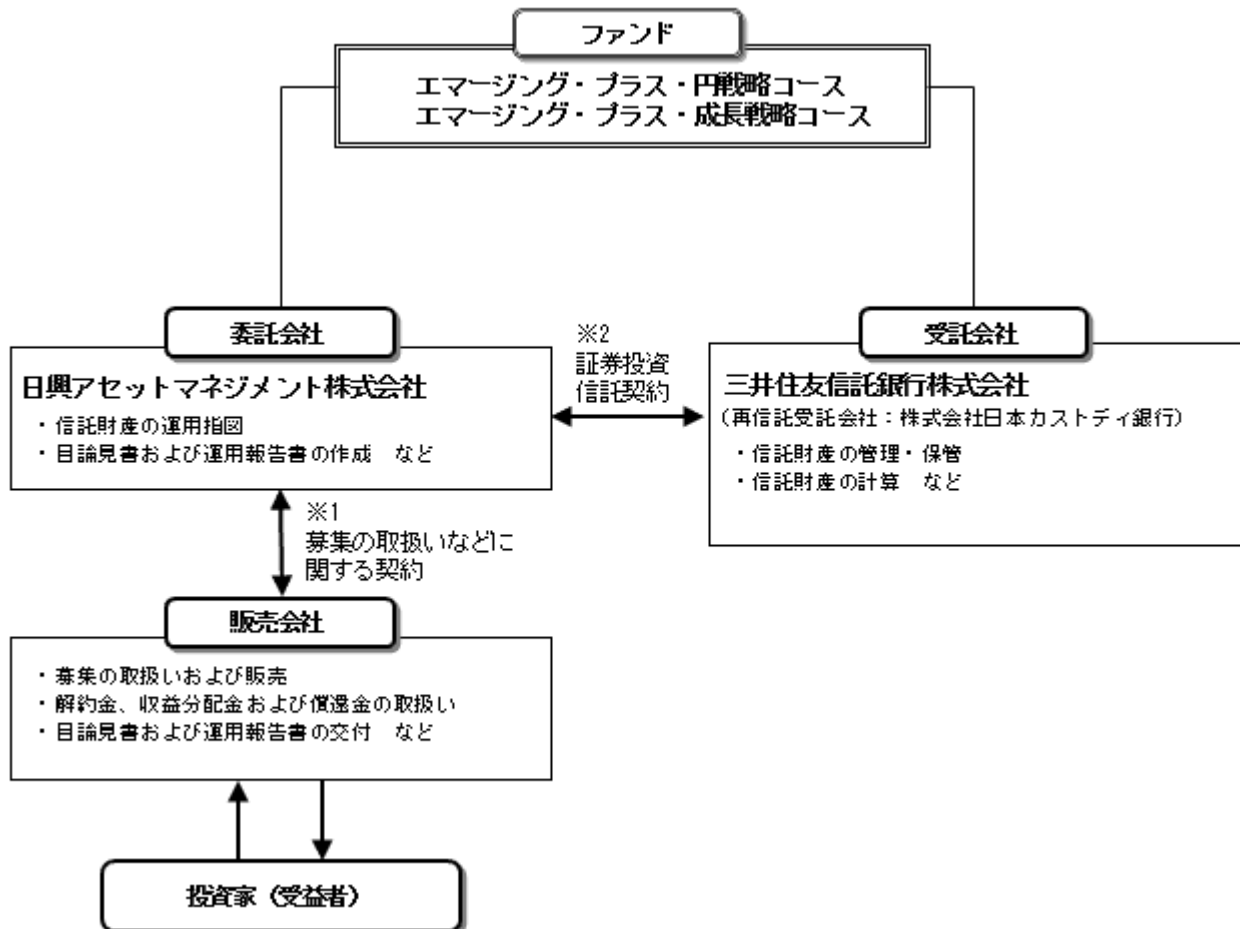 ファンド
エマージング・プラス・円戦略コース
エマージング・プラス・成長戦略コース
委託会社
日興アセットマネジメント株式会社
・信託財産の運用指図
・目論見書および運用報告書の作成　など
※2
証券投資
信託契約
受託会社
三井住友信託銀行株式会社
（再信託受託会社：株式会社日本カストディ銀行）
・信託財産の管理・保管
・信託財産の計算　など
※1
募集の取扱いなどに
関する契約
販売会社
・募集の取扱いおよび販売
・解約金、収益分配金および償還金の取扱い
・目論見書および運用報告書の交付　など
投資家（受益者）